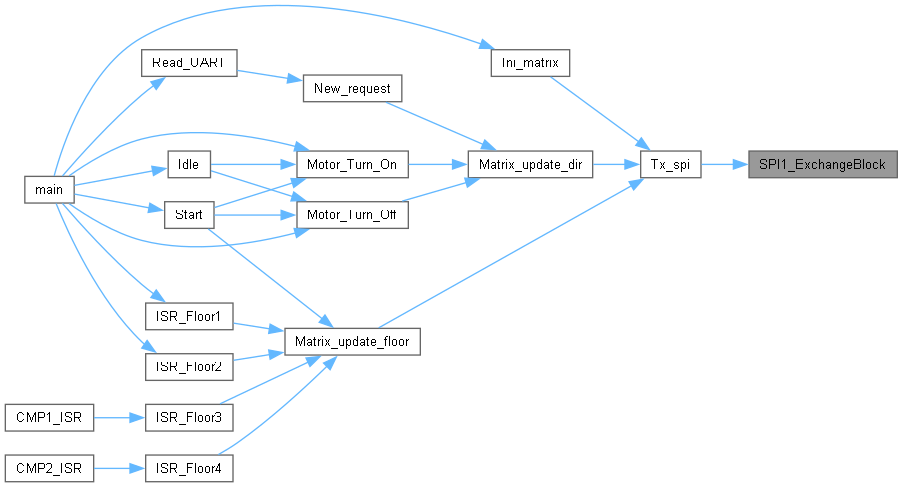 Ini_matrix
Read_UART
New_request
Idle
Motor_Turn_On
Matrix_update_dir
Tx_spi
SPI1_ExchangeBlock
main
Start
Motor_Turn_Off
ISR_Floor1
Matrix_update_floor
ISR_Floor2
CMP1_ISR
ISR_Floor3
CMP2_ISR
ISR_Floor4